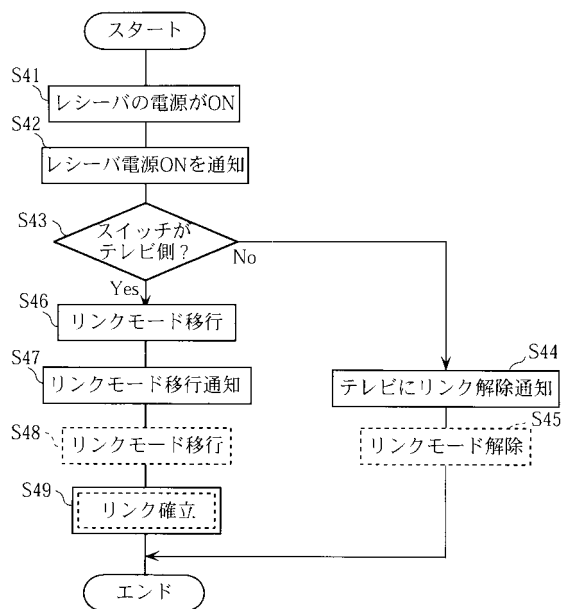 スタート
S41
レシーバの電源がON
S42
レシーバ電源ONを通知
S43
スイッチが
テレビ側?
No
Yes
S46
リンクモード移行
S47
リンクモード移行通知
S44
テレビにリンク解除通知
S48
リンクモード移行
S45
リンクモード解除
S49
リンク確立
エンド